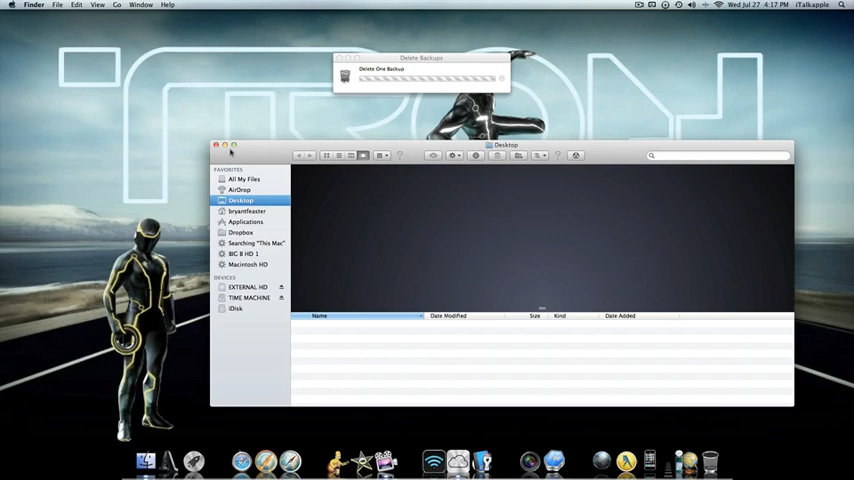 Finder File Edit View Go Window Help Wed Jul 27 4:17 PM iTalkapple
TRON
Delete Backups
Delete One Backup
Desktop
FAVORITES
All My Files
AirDrop
Desktop
bryantfeaster
Applications
Dropbox
Searching "This Mac"
BIG B HD 1
Macintosh HD
DEVICES
EXTERNAL HD
TIME MACHINE
iDisk
Name Date Modified Size Kind Date Added